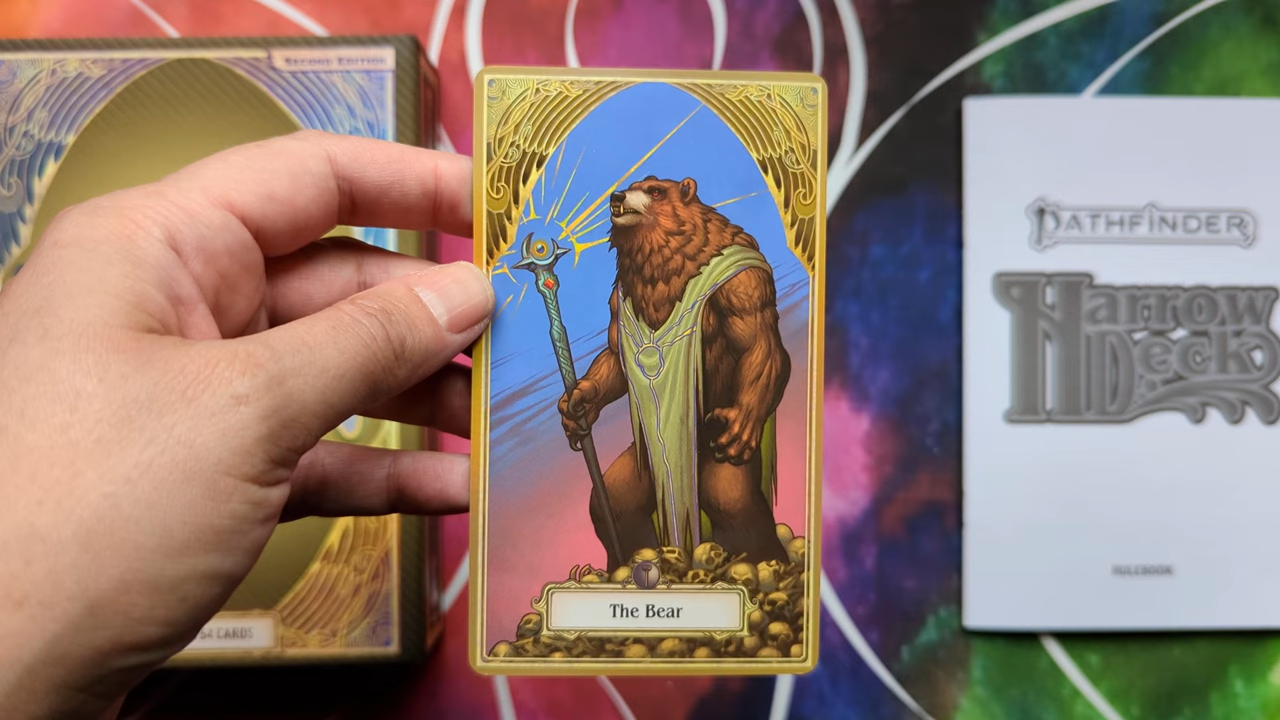 SECOND EDITION
54 CARDS
The Bear
PATHFINDER
HARROW
DECK
RULEBOOK